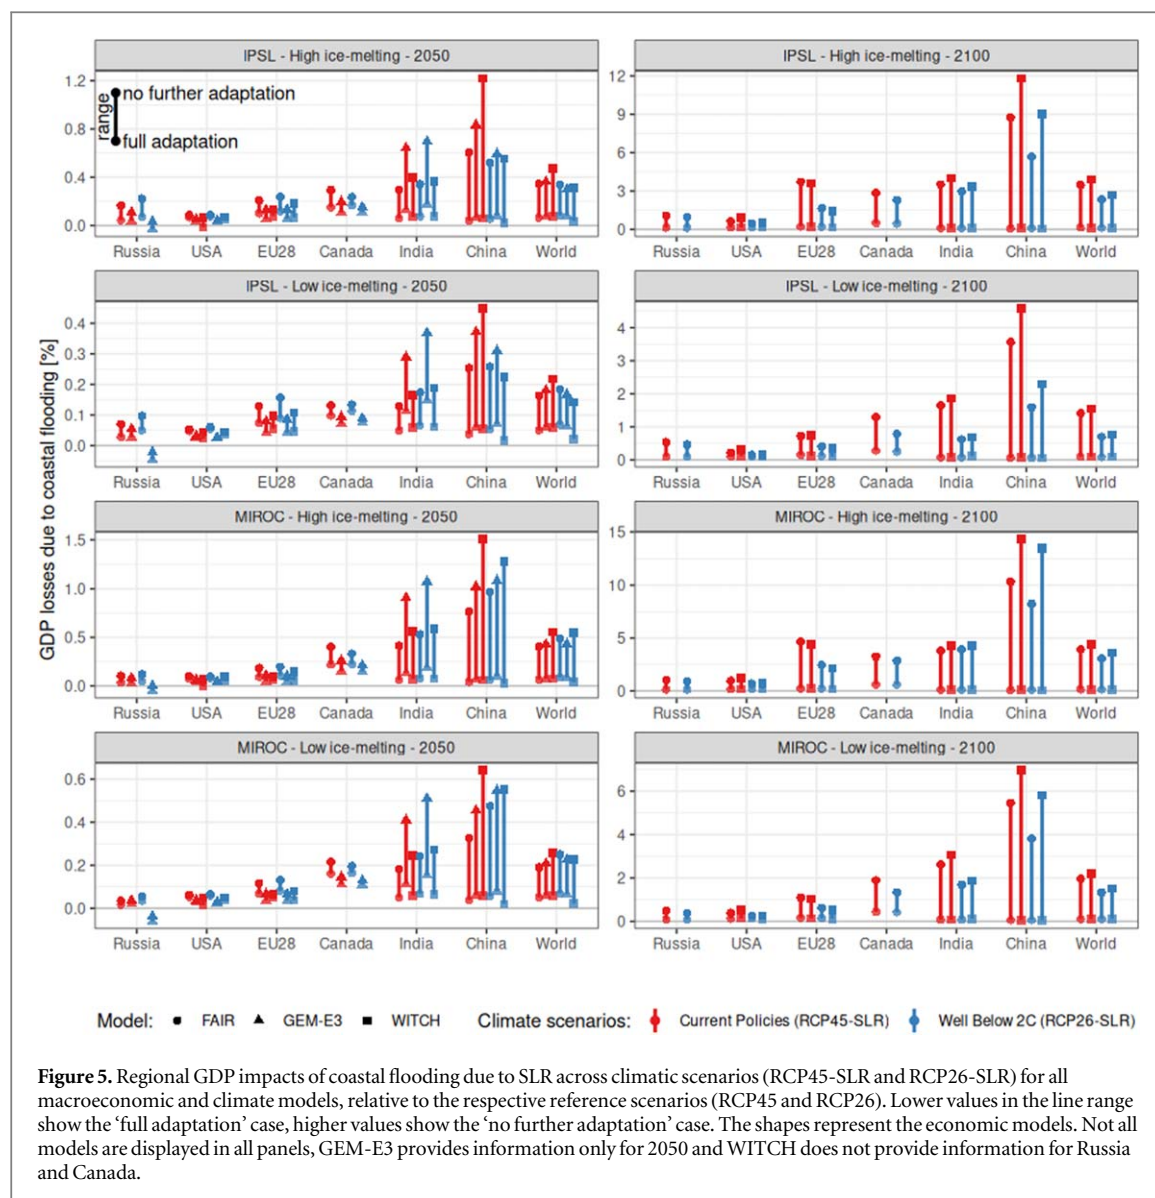 IPSL - High ice-melting - 2050
1.2
0.8
0.4
0.0
range
no further adaptation
full adaptation
Russia USA EU28 Canada India China World
IPSL - High ice-melting - 2100
12
9
6
3
0
Russia USA EU28 Canada India China World
GDP losses due to coastal flooding [%]
IPSL - Low ice-melting - 2050
0.4
0.3
0.2
0.1
0.0
Russia USA EU28 Canada India China World
IPSL - Low ice-melting - 2100
4
3
2
1
0
Russia USA EU28 Canada India China World
MIROC - High ice-melting - 2050
1.5
1.0
0.5
0.0
Russia USA EU28 Canada India China World
MIROC - High ice-melting - 2100
15
10
5
0
Russia USA EU28 Canada India China World
MIROC - Low ice-melting - 2050
0.6
0.4
0.2
0.0
Russia USA EU28 Canada India China World
MIROC - Low ice-melting - 2100
6
4
2
0
Russia USA EU28 Canada India China World
Model: FAIR GEM-E3 WITCH Climate scenarios: Current Policies (RCP45-SLR) Well Below 2C (RCP26-SLR)
Figure 5. Regional GDP impacts of coastal flooding due to SLR across climatic scenarios (RCP45-SLR and RCP26-SLR) for all
macroeconomic and climate models, relative to the respective reference scenarios (RCP45 and RCP26). Lower values in the line range
show the ‘full adaptation’ case, higher values show the ‘no further adaptation’ case. The shapes represent the economic models. Not all
models are displayed in all panels, GEM-E3 provides information only for 2050 and WITCH does not provide information for Russia
and Canada.